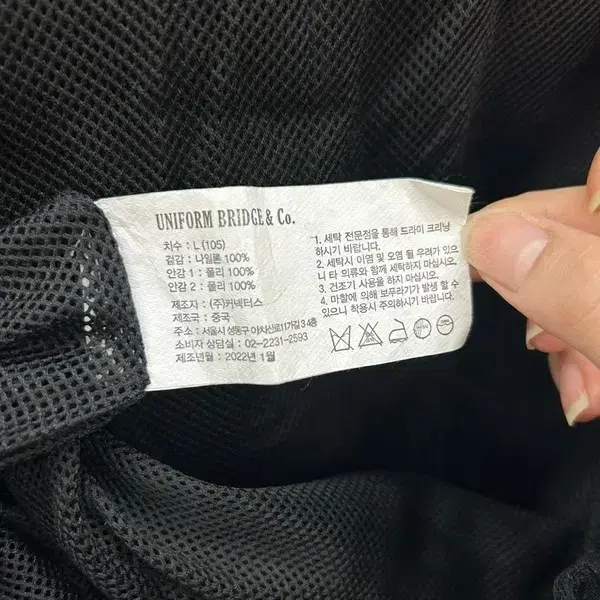 UNIFORM BRIDGE & Co.
치수 : L (105)
겉감 : 나일론 100%
안감 1 : 폴리 100%
안감 2 : 폴리 100%
제조자 : (주)커넥터스
제조국 : 중국
주소 : 서울시 성동구 아차산로11가길 3 4층
소비자 상담실 : 02-2231-2593
제조년월 : 2022년 1월
1. 세탁 전문점을 통해 드라이 크리닝
하시기 바랍니다.
2. 세탁시 이염 및 오염 될 우려가 있으
니 타 의류와 함께 세탁하지 마십시오.
3. 건조기 사용을 하지 마십시오.
4. 마찰에 의해 보푸라기가 발생 할 수
있으니 착용시 주의하시기 바랍니다.